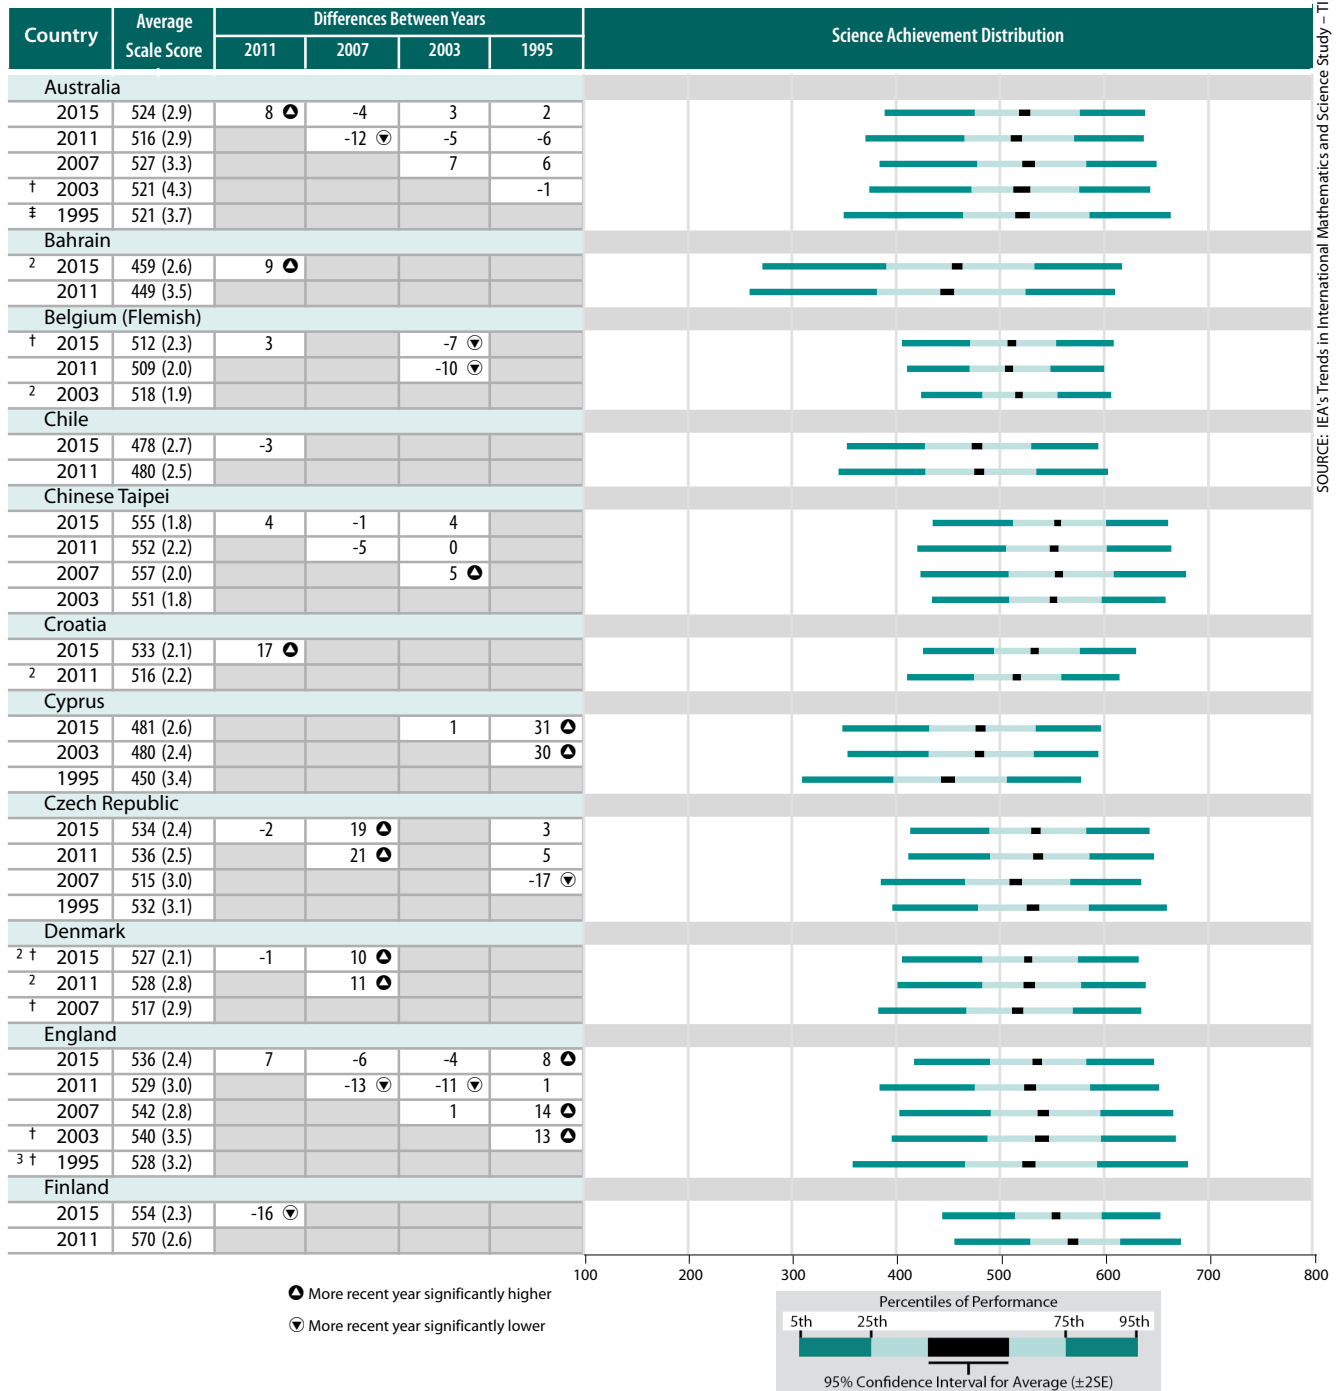 Country Average Scale Score Differences Between Years Science Achievement Distribution
2011 2007 2003 1995
Australia
2015 524 (2.9) 8 -4 3 2
2011 516 (2.9) -12 -5 -6
2007 527 (3.3) 7 6
† 2003 521 (4.3) -1
‡ 1995 521 (3.7)
Bahrain
2 2015 459 (2.6) 9
2011 449 (3.5)
Belgium (Flemish)
† 2015 512 (2.3) 3 -7
2011 509 (2.0) -10
2 2003 518 (1.9)
Chile
2015 478 (2.7) -3
2011 480 (2.5)
Chinese Taipei
2015 555 (1.8) 4 -1 4
2011 552 (2.2) -5 0
2007 557 (2.0) 5
2003 551 (1.8)
Croatia
2015 533 (2.1) 17
2 2011 516 (2.2)
Cyprus
2015 481 (2.6) 1 31
2003 480 (2.4) 30
1995 450 (3.4)
Czech Republic
2015 534 (2.4) -2 19 3
2011 536 (2.5) 21 5
2007 515 (3.0) -17
1995 532 (3.1)
Denmark
2 † 2015 527 (2.1) -1 10
2 2011 528 (2.8) 11
† 2007 517 (2.9)
England
2015 536 (2.4) 7 -6 -4 8
2011 529 (3.0) -13 -11 1
2007 542 (2.8) 1 14
† 2003 540 (3.5) 13
3 † 1995 528 (3.2)
Finland
2015 554 (2.3) -16
2011 570 (2.6)
100 200 300 400 500 600 700 800
More recent year significantly higher
More recent year significantly lower
Percentiles of Performance
5th 25th 75th 95th
95% Confidence Interval for Average (±2SE)
SOURCE: IEA's Trends in International Mathematics and Science Study – TI